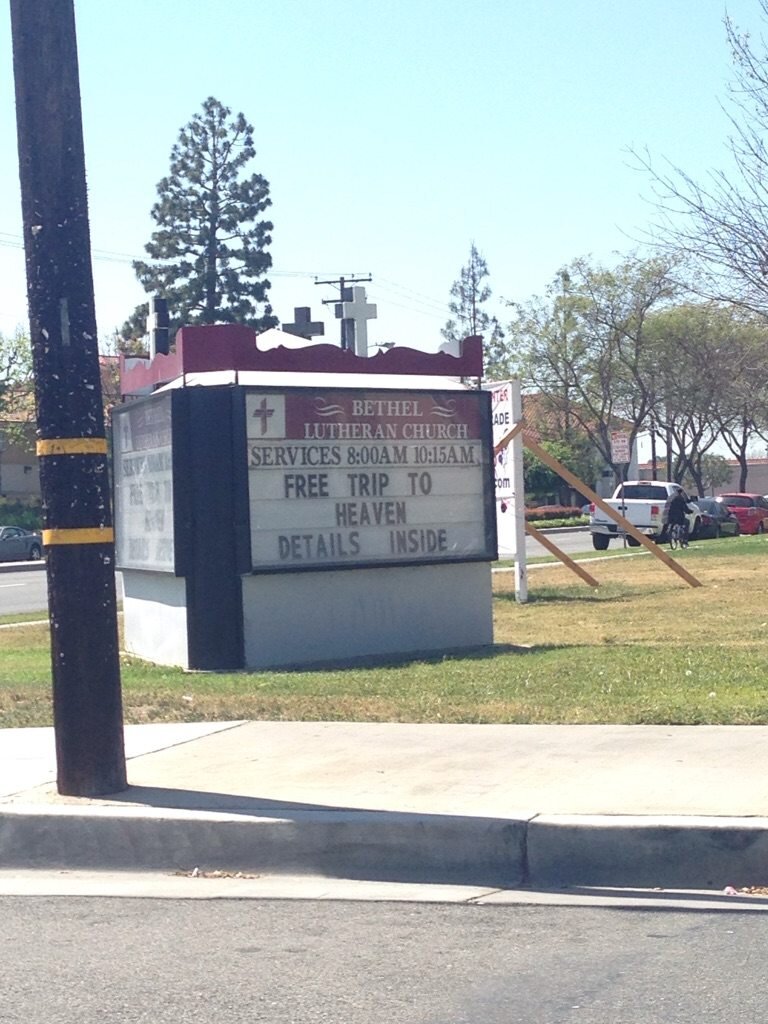 BETHEL
LUTHERAN CHURCH
SERVICES 8:00AM 10:15AM
FREE TRIP TO
HEAVEN
DETAILS INSIDE